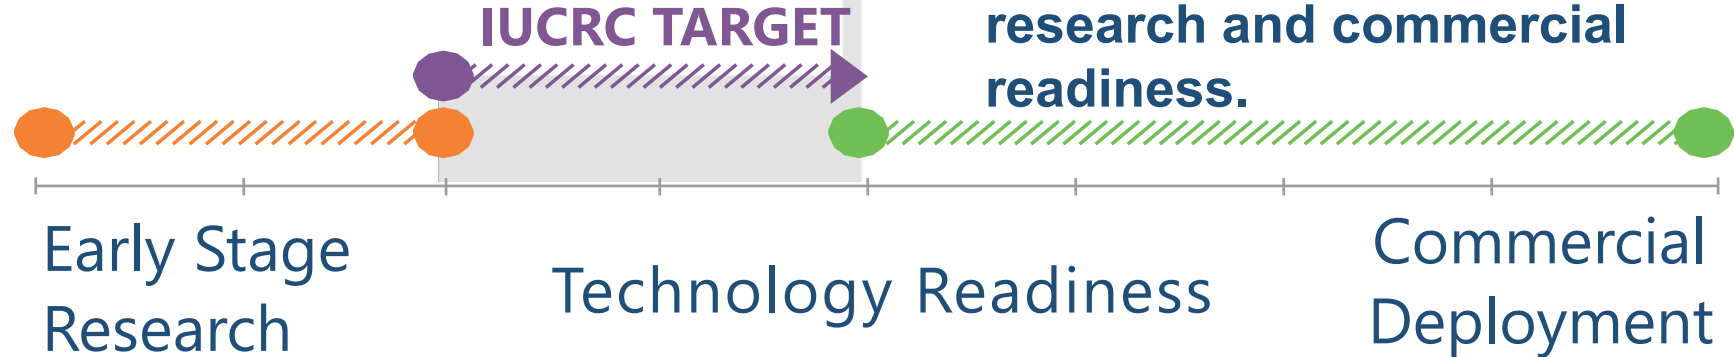 IUCRC TARGET
research and commercial
readiness.
Early Stage
Research
Technology Readiness
Commercial
Deployment